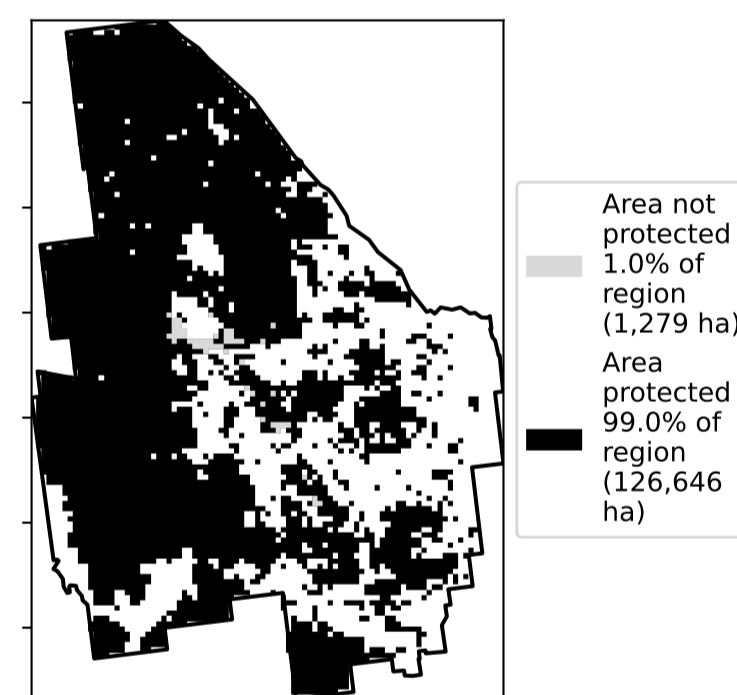 Area not
protected
1.0% of
region
(1,279 ha)
Area
protected
99.0% of
region
(126,646
ha)